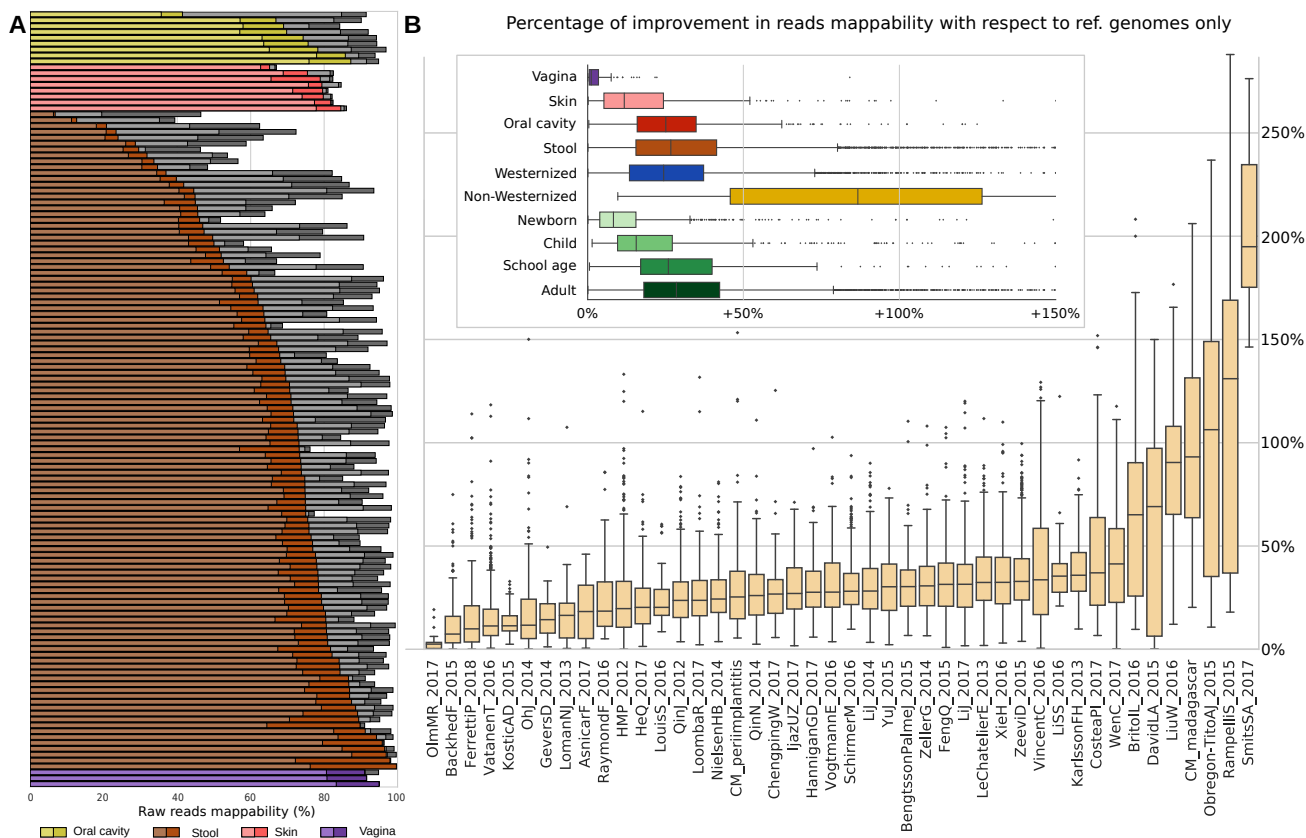 A
B
Percentage of improvement in reads mappability with respect to ref. genomes only
Vagina
Skin
Oral cavity
Stool
Westernized
Non-Westernized
Newborn
Child
School age
Adult
0% +50% +100% +150%
250%
200%
150%
100%
50%
0%
0 20 40 60 80 100
Raw reads mappability (%)
Oral cavity Stool Skin Vagina
OlmMR_2017
BackhedF_2015
FerrettiP_2018
VatanenT_2016
KosticAD_2015
OhJ_2014
GeversD_2014
LomanNJ_2013
AsnicarF_2017
RaymondF_2016
HMP_2012
HeQ_2017
LouisS_2016
QinJ_2012
LoombaR_2017
NielsenHB_2014
CM_periimplantitis
QinN_2014
ChengpingW_2017
IjazUZ_2017
HanniganGD_2017
VogtmannE_2016
SchirmerM_2016
LiJ_2014
YuJ_2015
BengtssonPalmeJ_2015
ZellerG_2014
FengQ_2015
LiJ_2017
LeChatelierE_2013
XieH_2016
ZeeviD_2015
VincentC_2016
LiSS_2016
KarlssonFH_2013
CosteaPI_2017
WenC_2017
BritoIL_2016
DavidLA_2015
LiuW_2016
CM_madagascar
Obregon-TitoAJ_2015
RampelliS_2015
SmitsSA_2017